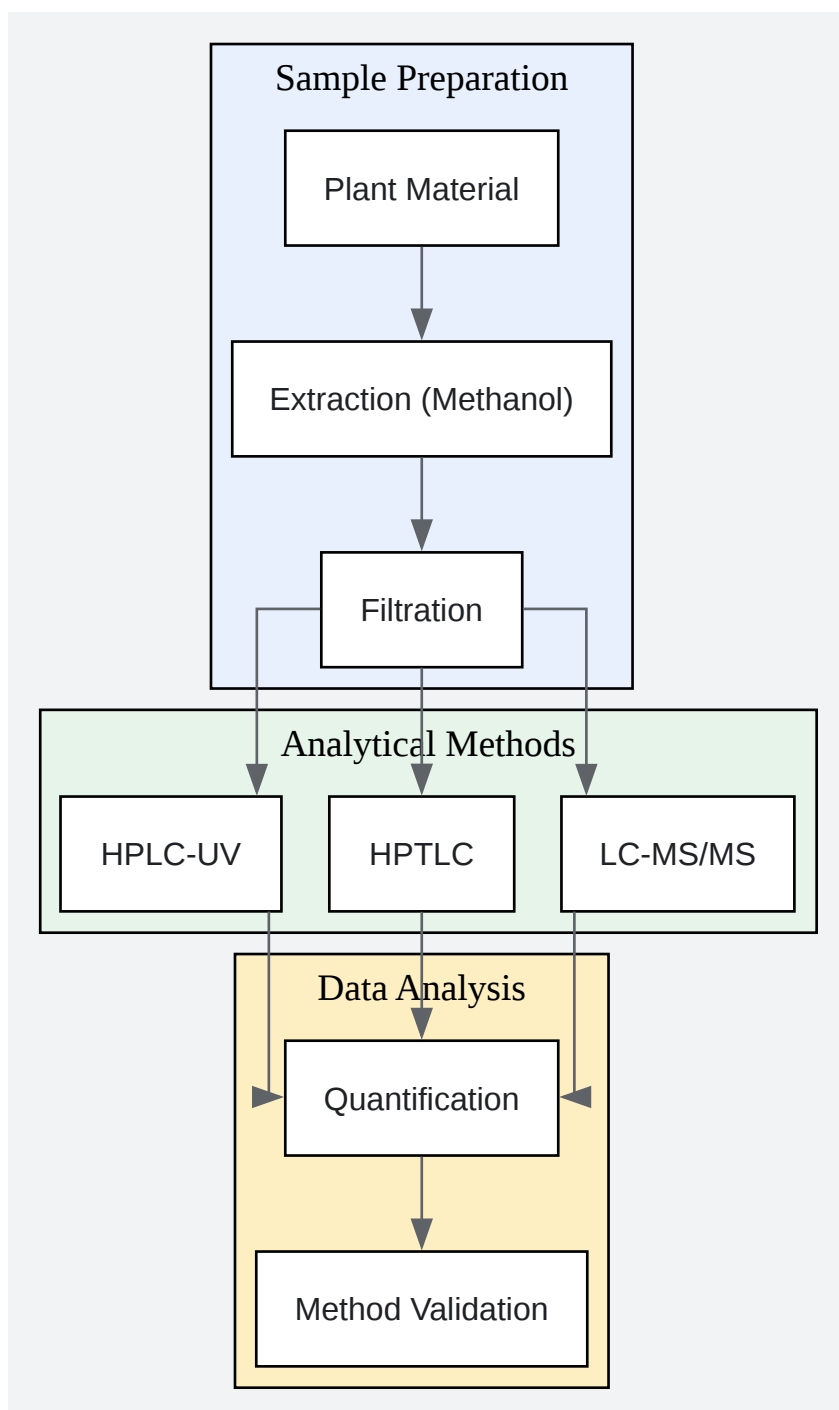 Sample Preparation
Plant Material
Extraction (Methanol)
Filtration
Analytical Methods
HPLC-UV
HPTLC
LC-MS/MS
Data Analysis
Quantification
Method Validation